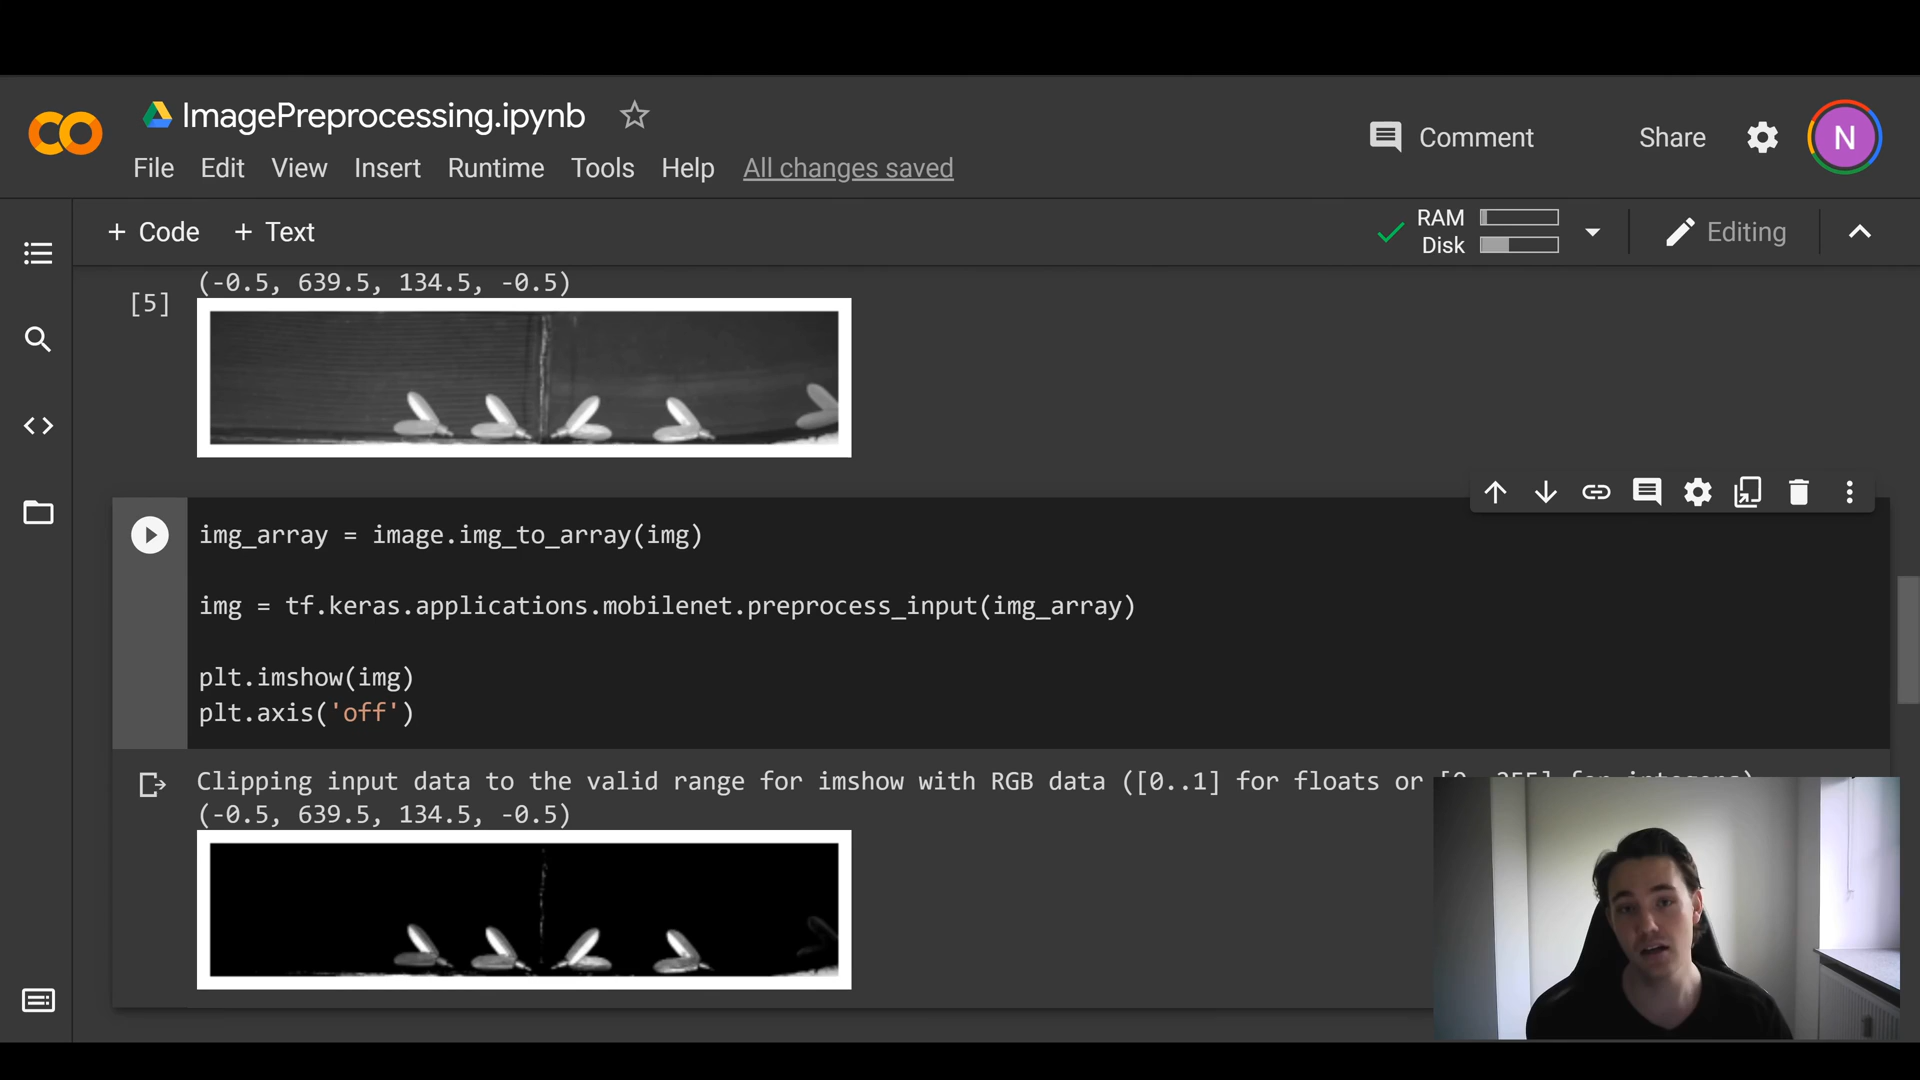 ImagePreprocessing.ipynb
Comment
Share
N
File Edit View Insert Runtime Tools Help All changes saved
+ Code + Text
RAM
Disk
Editing
(-0.5, 639.5, 134.5, -0.5)
[5]
img_array = image.img_to_array(img)
img = tf.keras.applications.mobilenet.preprocess_input(img_array)
plt.imshow(img)
plt.axis('off')
Clipping input data to the valid range for imshow with RGB data ([0..1] for floats or
(-0.5, 639.5, 134.5, -0.5)